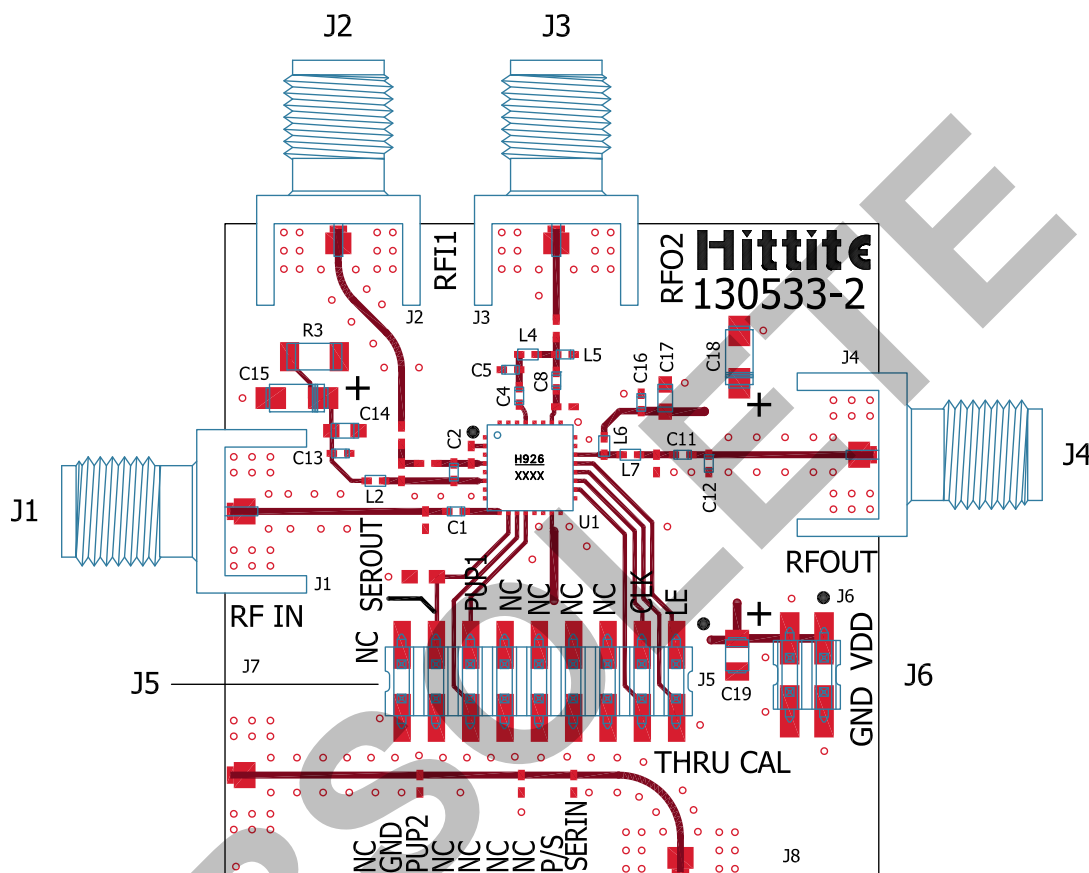 J2
J3
RFI1
RFO2
Hittite
130533-2
J2
J3
R3
L4
L5
C5
C4
C8
C16
C17
C18
J4
C15
+
C14
C13
C2
L6
L7
C11
C12
+
H926
XXXX
J4
J1
L2
C1
U1
SEROUT
PUP1
NC
NC
NC
NC
CLK
LE
RFOUT
J1
RF IN
NC
+
J6
VDD
GND
J6
J5
J7
J5
C19
THRU CAL
NC
GND
PUP2
NC
NC
NC
NC
P/S
SERIN
J8
OBSOLETE